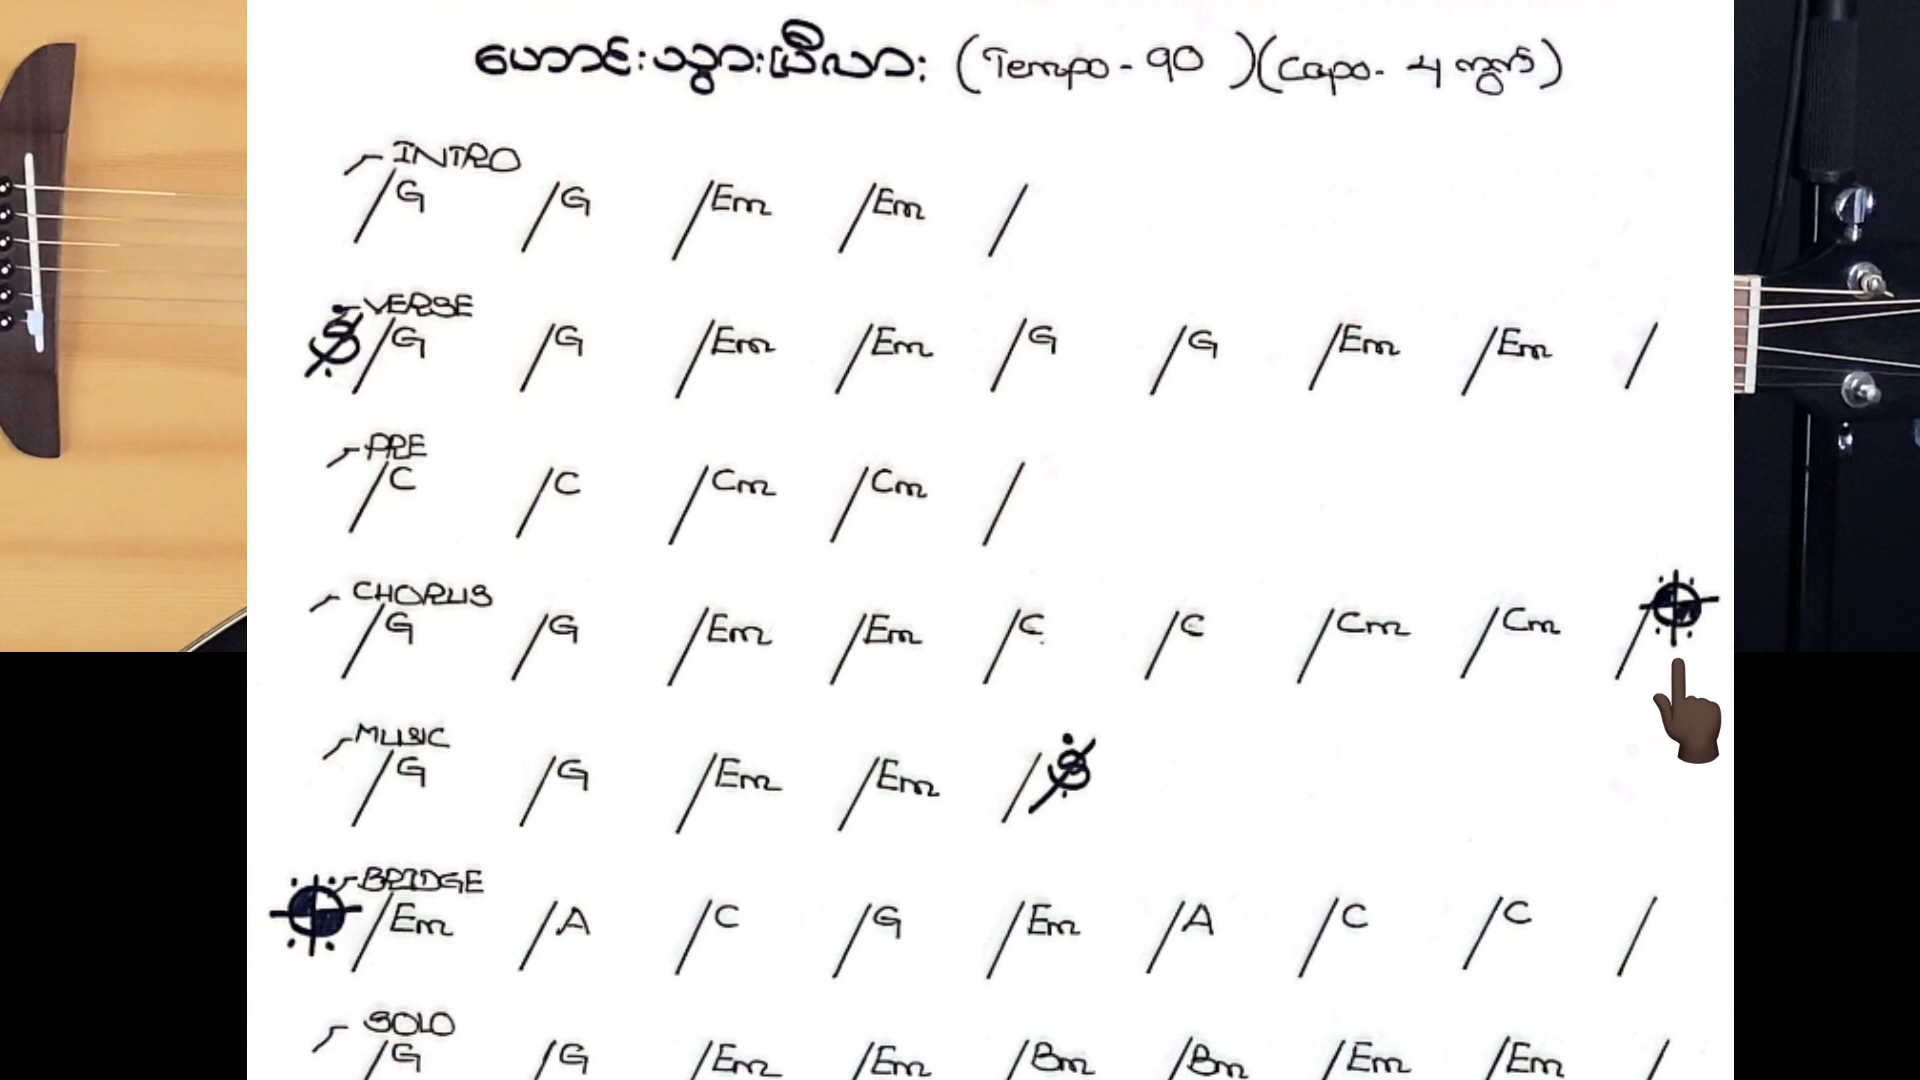 ဟောင်းသွားပြီလား (Tempo - 90) (Capo - 4 ကွက်)
INTRO
/G /G /Em /Em /
VERSE
/G /G /Em /Em /G /G /Em /Em /
PRE
/C /C /Cm /Cm /
CHORUS
/G /G /Em /Em /C /C /Cm /Cm /
MUSIC
/G /G /Em /Em /
BRIDGE
/Em /A /C /G /Em /A /C /C /
SOLO
/G /G /Em /Em /Bm /Bm /Em /Em /